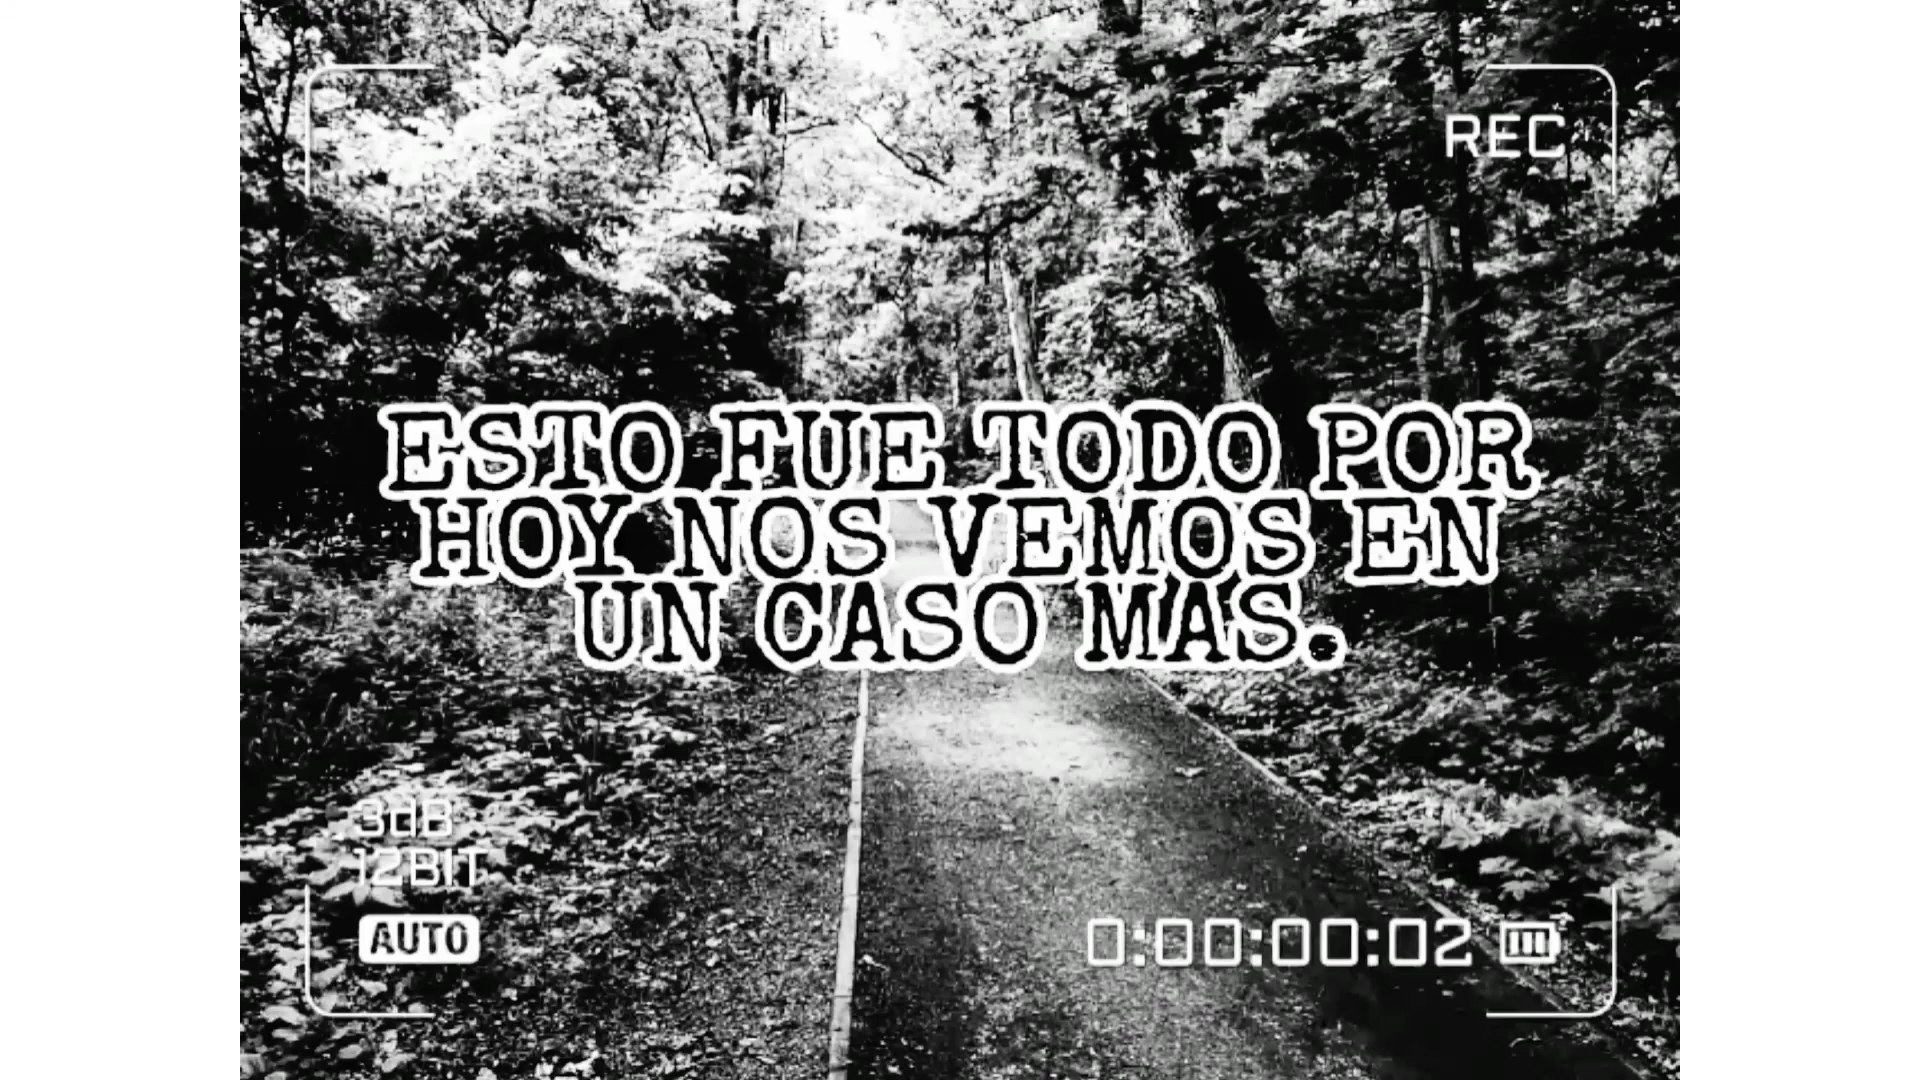 REC
ESTO FUE TODO POR
HOY NOS VEMOS EN
UN CASO MAS.
3dB
12BIT
AUTO
0:00:00:02